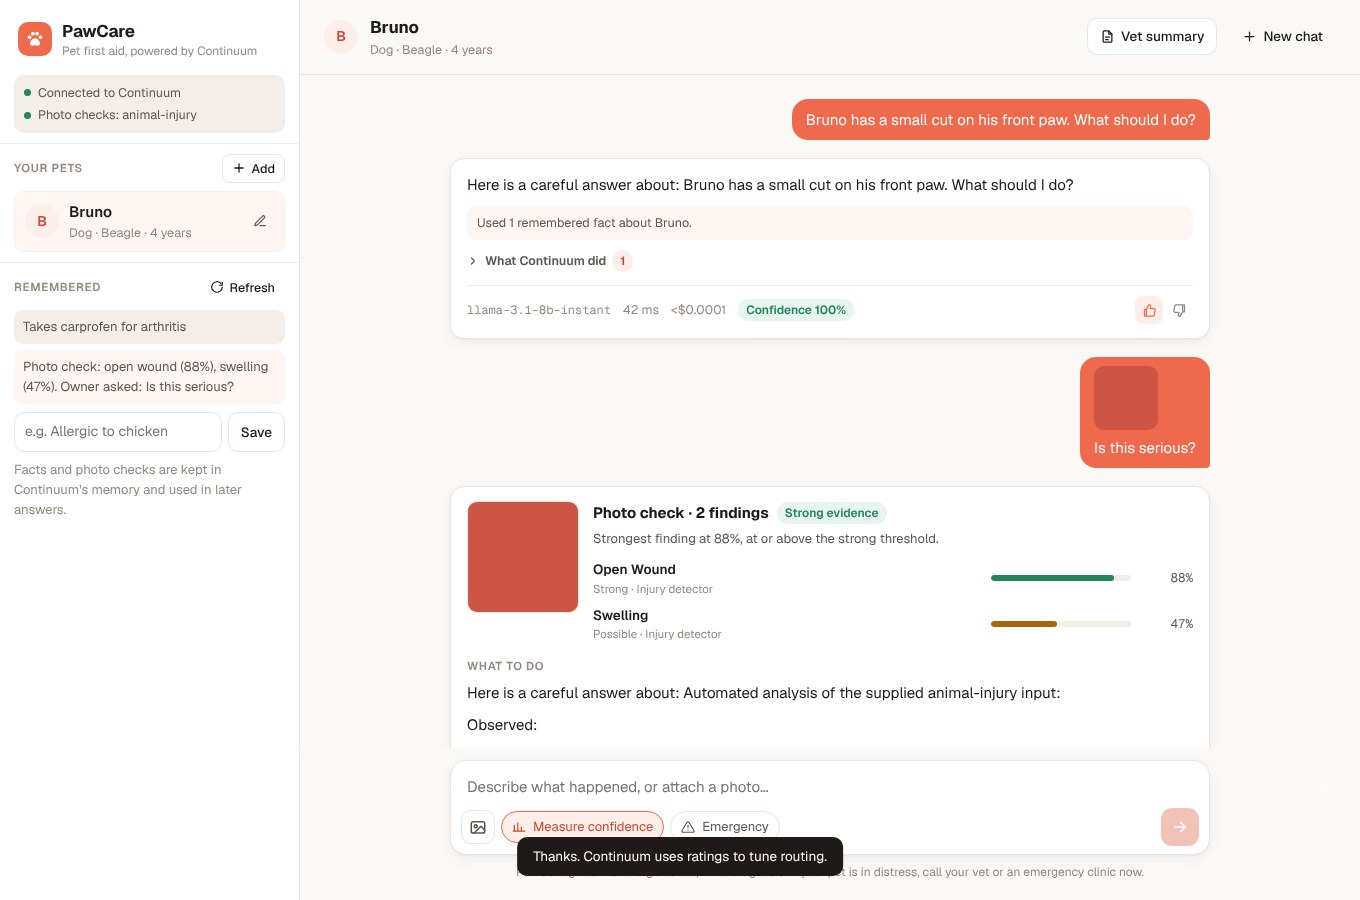 PawCare
Pet first aid, powered by Continuum
Connected to Continuum
Photo checks: animal-injury
YOUR PETS
Add
B
Bruno
Dog · Beagle · 4 years
REMEMBERED
Refresh
Takes carprofen for arthritis
Photo check: open wound (88%), swelling
(47%). Owner asked: Is this serious?
e.g. Allergic to chicken
Save
Facts and photo checks are kept in
Continuum's memory and used in later
answers.
B
Bruno
Dog · Beagle · 4 years
Vet summary
New chat
Bruno has a small cut on his front paw. What should I do?
Here is a careful answer about: Bruno has a small cut on his front paw. What should I do?
Used 1 remembered fact about Bruno.
What Continuum did 1
llama-3.1-8b-instant 42 ms <$0.0001 Confidence 100%
Is this serious?
Photo check · 2 findings Strong evidence
Strongest finding at 88%, at or above the strong threshold.
Open Wound
Strong · Injury detector
88%
Swelling
Possible · Injury detector
47%
WHAT TO DO
Here is a careful answer about: Automated analysis of the supplied animal-injury input:
Observed:
Describe what happened, or attach a photo...
Measure confidence
Emergency
Thanks. Continuum uses ratings to tune routing.
is in distress, call your vet or an emergency clinic now.